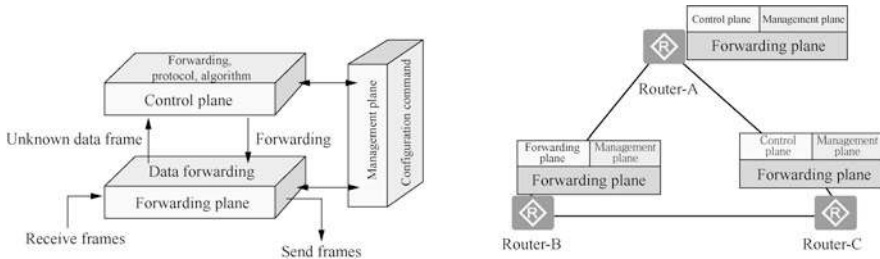 Forwarding,
protocol, algorithm
Control plane
Unknown data frame
Forwarding
Data forwarding
Forwarding plane
Receive frames
Send frames
Management plane
Configuration command
Control plane
Management plane
Forwarding plane
R
Router-A
Forwarding
plane
Management
plane
Forwarding plane
R
Router-B
Control
plane
Management
plane
Forwarding plane
R
Router-C